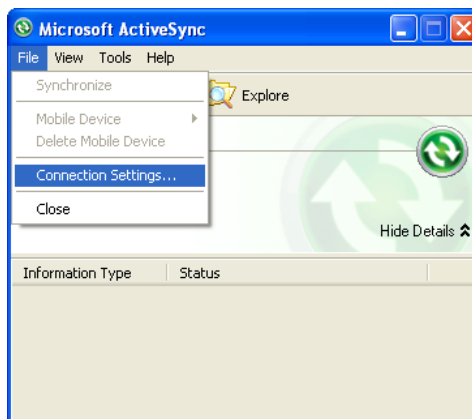 Microsoft ActiveSync
File View Tools Help
Synchronize
Explore
Mobile Device
Delete Mobile Device
Connection Settings...
Close
Hide Details
Information Type Status